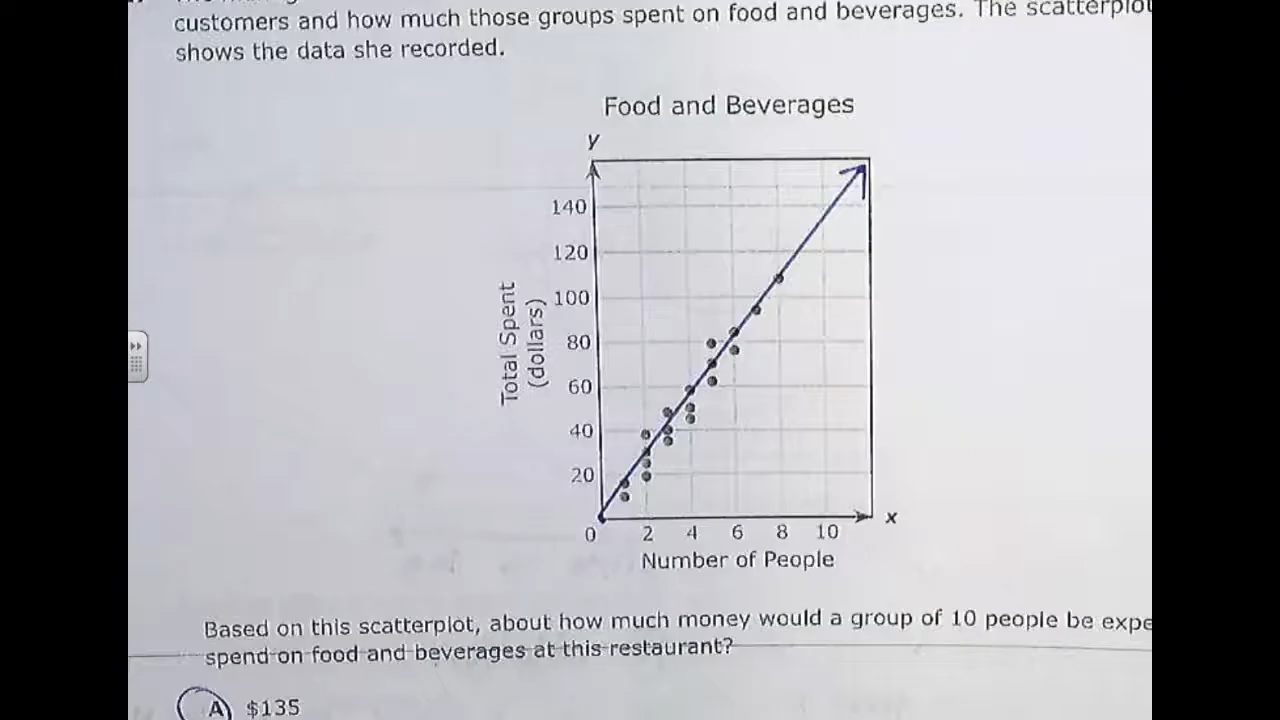 customers and how much those groups spent on food and beverages. The
shows the data she recorded.
Food and Beverages
y
140
120
100
80
60
40
20
0 2 4 6 8 10
x
Total Spent
(dollars)
Number of People
Based on this scatterplot, about how much money would a group of 10 people be expe
spend on food and beverages at this restaurant?
A $135